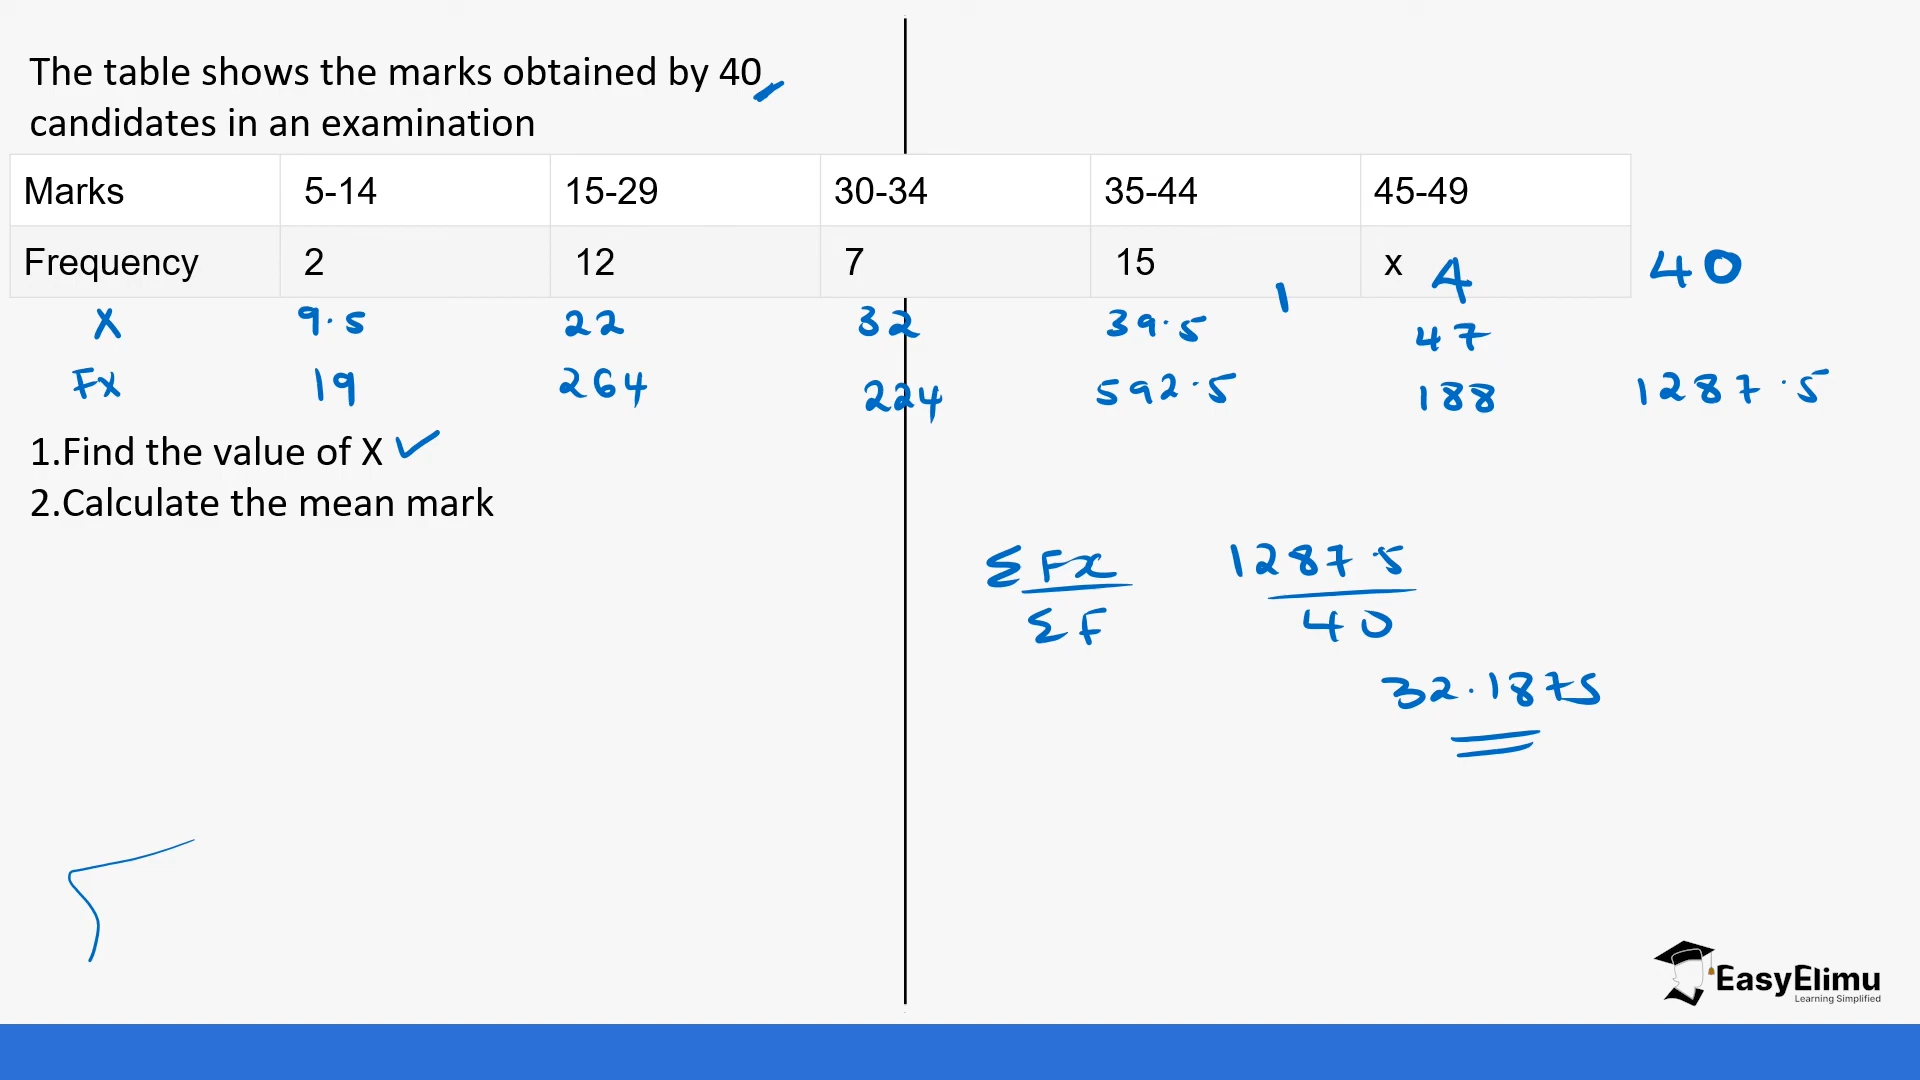 The table shows the marks obtained by 40
candidates in an examination
Marks 5-14 15-29 30-34 35-44 45-49
Frequency 2 12 7 15 x 4 40
X 9.5 22 32 39.5 47
Fx 19 264 224 592.5 188 1287.5
1.Find the value of X ✓
2.Calculate the mean mark
ΣFx 1287.5
ΣF 40
32.1875
EasyElimu
Learning Simplified